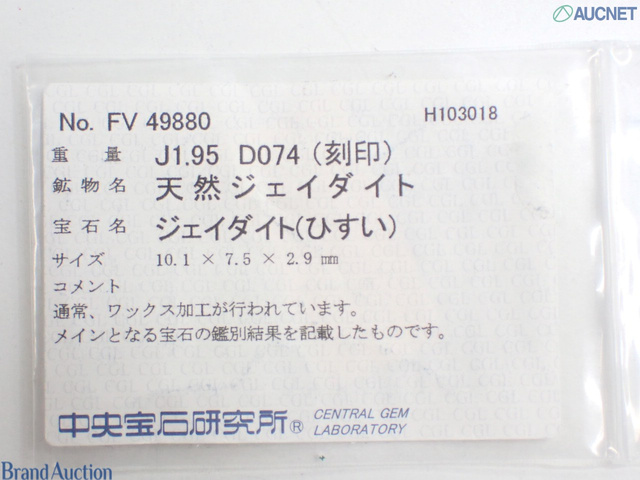 AUCNET
No. FV 49880 H103018
重量 J1.95 D074 (刻印)
鉱物名 天然ジェイダイト
宝石名 ジェイダイト(ひすい)
サイズ 10.1 × 7.5 × 2.9 ㎜
コメント
通常、ワックス加工が行われています。
メインとなる宝石の鑑別結果を記載したものです。
中央宝石研究所® CENTRAL GEM
LABORATORY
Brand Auction